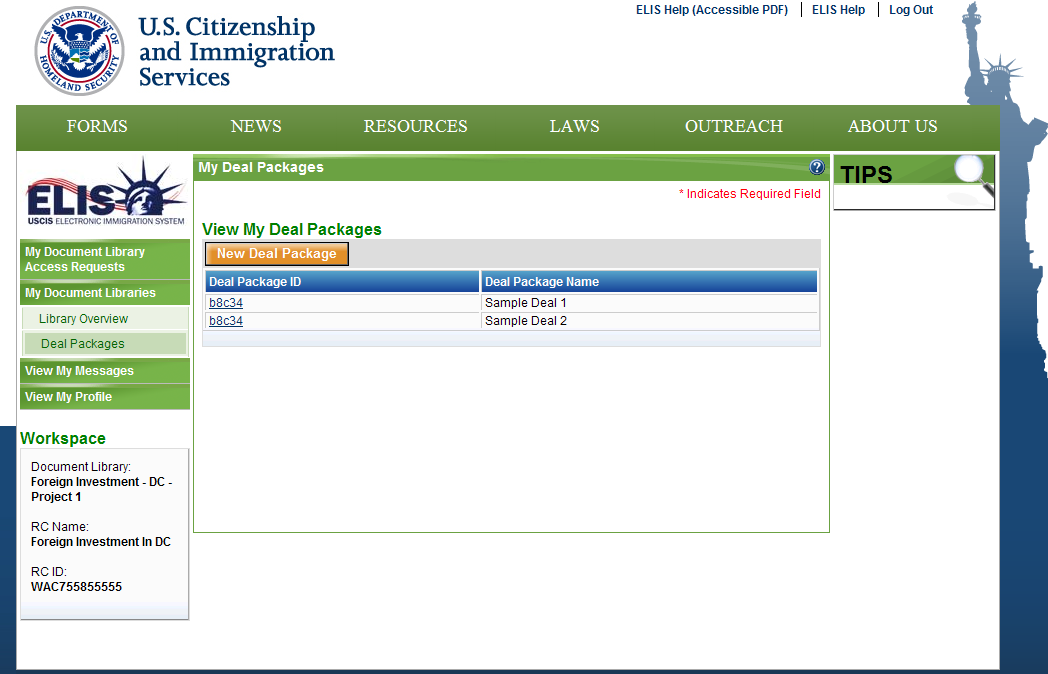 ELIS Help (Accessible PDF) | ELIS Help | Log Out
U.S. DEPARTMENT OF HOMELAND SECURITY
U.S. Citizenship
and Immigration
Services
FORMS NEWS RESOURCES LAWS OUTREACH ABOUT US
ELIS
USCIS ELECTRONIC IMMIGRATION SYSTEM
My Document Library
Access Requests
My Document Libraries
Library Overview
Deal Packages
View My Messages
View My Profile
Workspace
Document Library:
Foreign Investment - DC -
Project 1
RC Name:
Foreign Investment In DC
RC ID:
WAC755855555
My Deal Packages ?
* Indicates Required Field
View My Deal Packages
New Deal Package
Deal Package ID Deal Package Name
b8c34 Sample Deal 1
b8c34 Sample Deal 2
TIPS